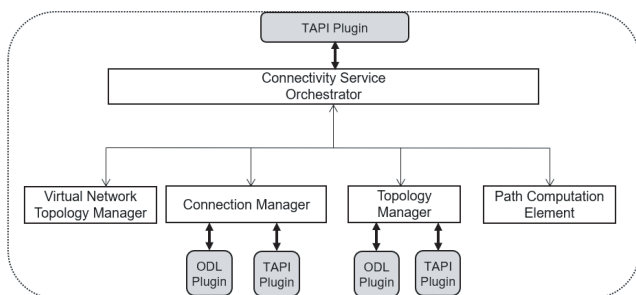 TAPI Plugin
Connectivity Service
Orchestrator
Virtual Network
Topology Manager
Connection Manager
Topology
Manager
Path Computation
Element
ODL
Plugin
TAPI
Plugin
ODL
Plugin
TAPI
Plugin